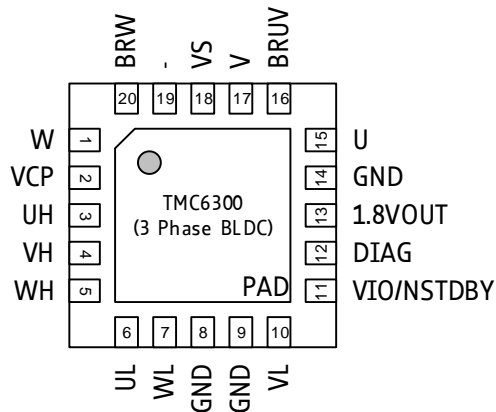 BRW
-
VS
V
BRUV
20
19
18
17
16
W 1
VCP 2
UH 3
VH 4
WH 5
15 U
14 GND
13 1.8VOUT
12 DIAG
11 VIO/NSTDBY
TMC6300
(3 Phase BLDC)
PAD
6
7
8
9
10
UL
WL
GND
GND
VL